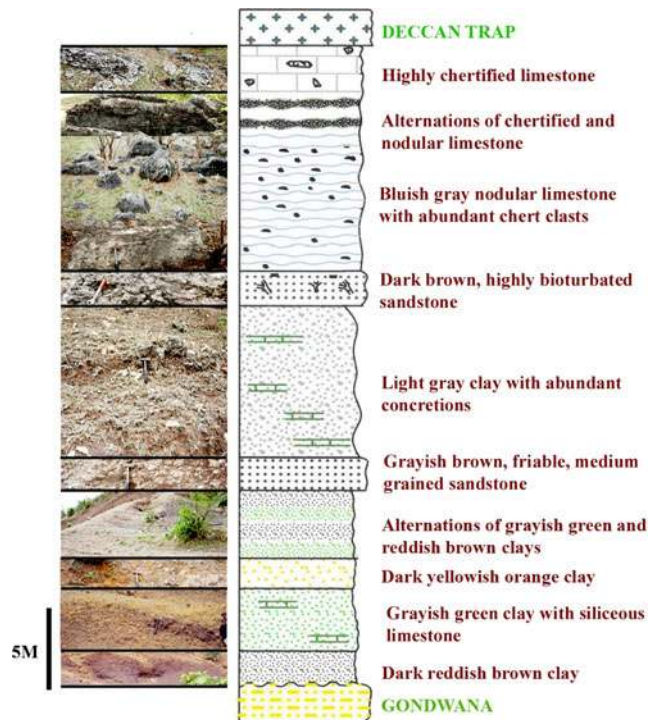 DECCAN TRAP
Highly chertified limestone
Alternations of chertified and
nodular limestone
Bluish gray nodular limestone
with abundant chert clasts
Dark brown, highly bioturbated
sandstone
Light gray clay with abundant
concretions
Grayish brown, friable, medium
grained sandstone
Alternations of grayish green and
reddish brown clays
Dark yellowish orange clay
Grayish green clay with siliceous
limestone
5M
Dark reddish brown clay
GONDWANA